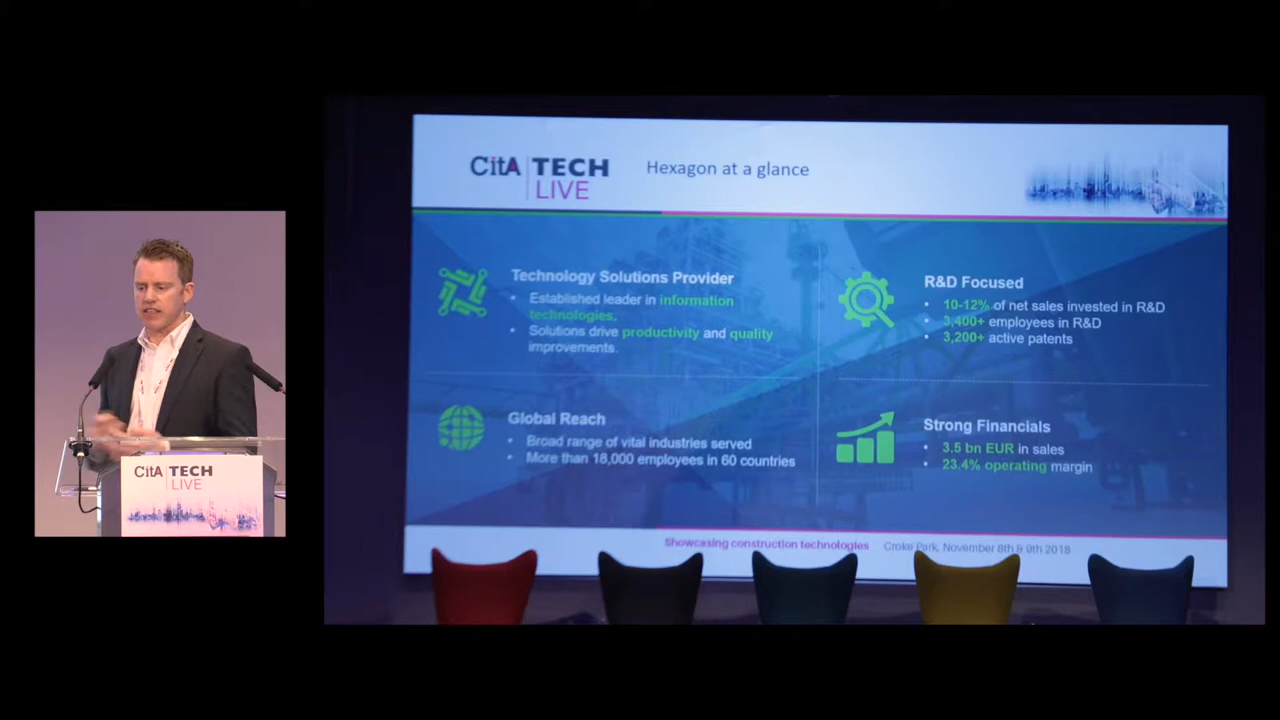 CitA TECH
LIVE
Hexagon at a glance
Technology Solutions Provider
• Established leader in information
technologies.
• Solutions drive productivity and quality
improvements.
R&D Focused
• 10-12% of net sales invested in R&D
• 3,400+ employees in R&D
• 3,200+ active patents
Global Reach
• Broad range of vital industries served
• More than 18,000 employees in 60 countries
Strong Financials
• 3.5 bn EUR in sales
• 23.4% operating margin
Showcasing construction technologies Croke Park, November 8th & 9th 2018
CitA TECH
LIVE